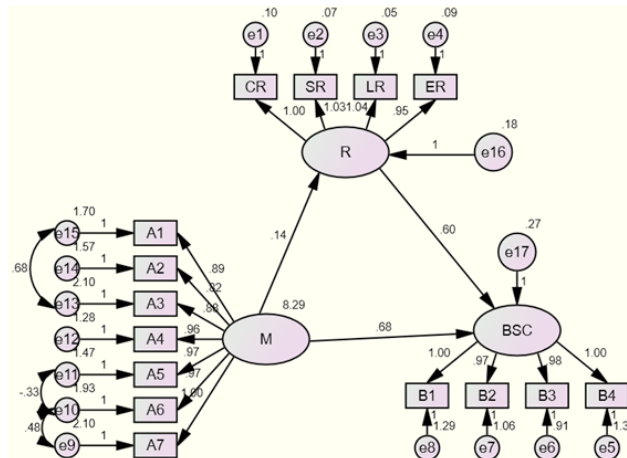 .10 .07 .05 .09
e1 e2 e3 e4
1 1 1 1
CR SR LR ER
1.00 1.03 1.04 .95
.18
R 1 e16
.14 .60
.27
e17
1
1.70
e15 1 A1
1.57
e14 1 A2
.68 2.10
e13 1 A3
1.28
e12 1 A4
1.47
e11 1 A5
-.33 1.93
e10 1 A6
.48 2.10
e9 1 A7
.89
.82
.88
.96
.97
.97
1.00
8.29
M .68 BSC
1.00 .97 .98 1.00
B1 B2 B3 B4
1 1 1 1
1.29 1.06 .91 1.3
e8 e7 e6 e5